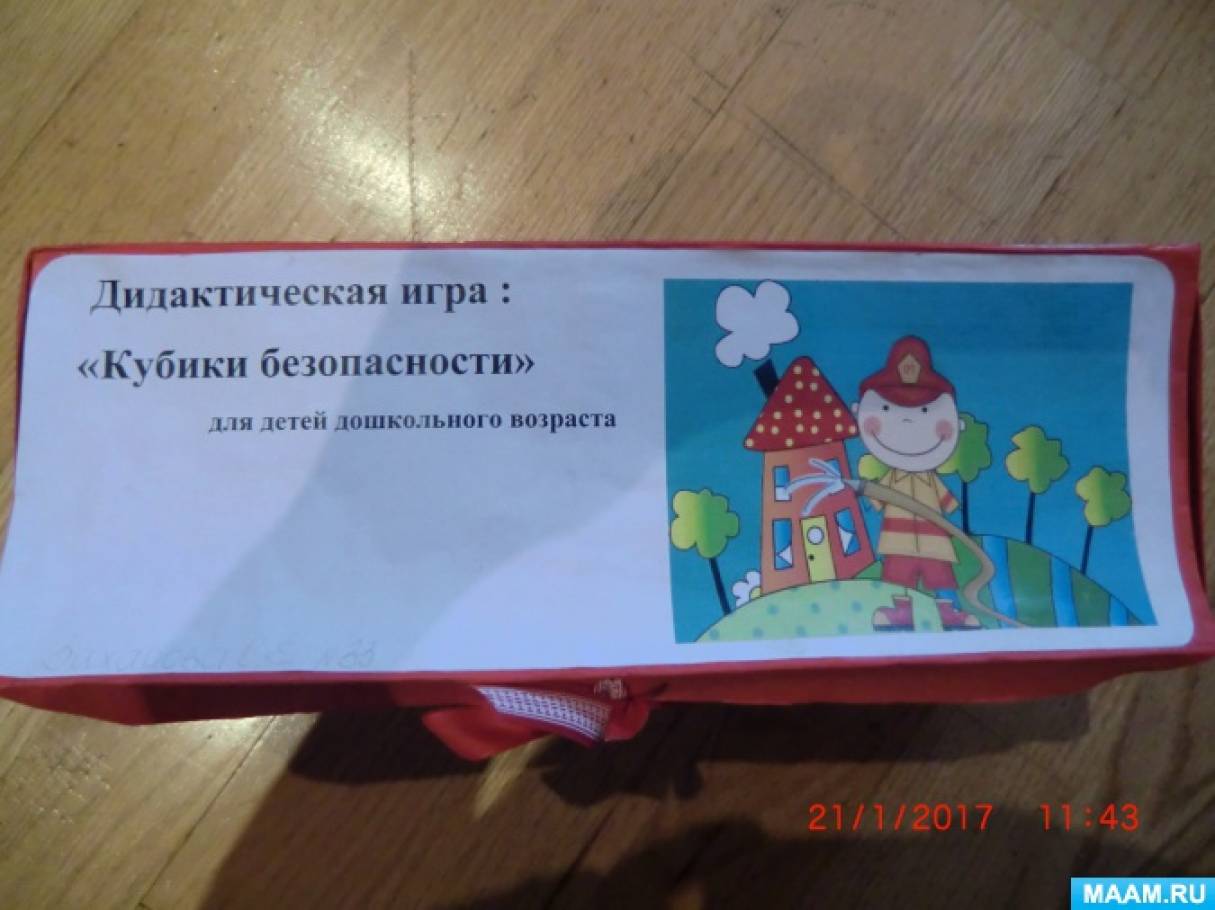 Дидактическая игра :
«Кубики безопасности»
для детей дошкольного возраста
21/1/2017 11:43
MAAM.RU